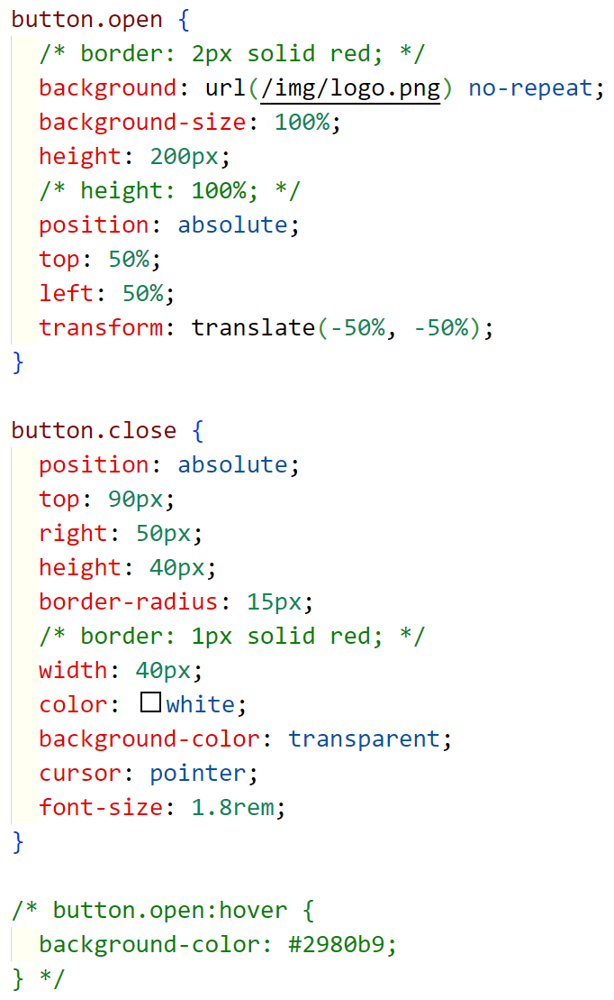 button.open {
  /* border: 2px solid red; */
  background: url(/img/logo.png) no-repeat;
  background-size: 100%;
  height: 200px;
  /* height: 100%; */
  position: absolute;
  top: 50%;
  left: 50%;
  transform: translate(-50%, -50%);
}

button.close {
  position: absolute;
  top: 90px;
  right: 50px;
  height: 40px;
  border-radius: 15px;
  /* border: 1px solid red; */
  width: 40px;
  color: white;
  background-color: transparent;
  cursor: pointer;
  font-size: 1.8rem;
}

/* button.open:hover {
  background-color: #2980b9;
} */